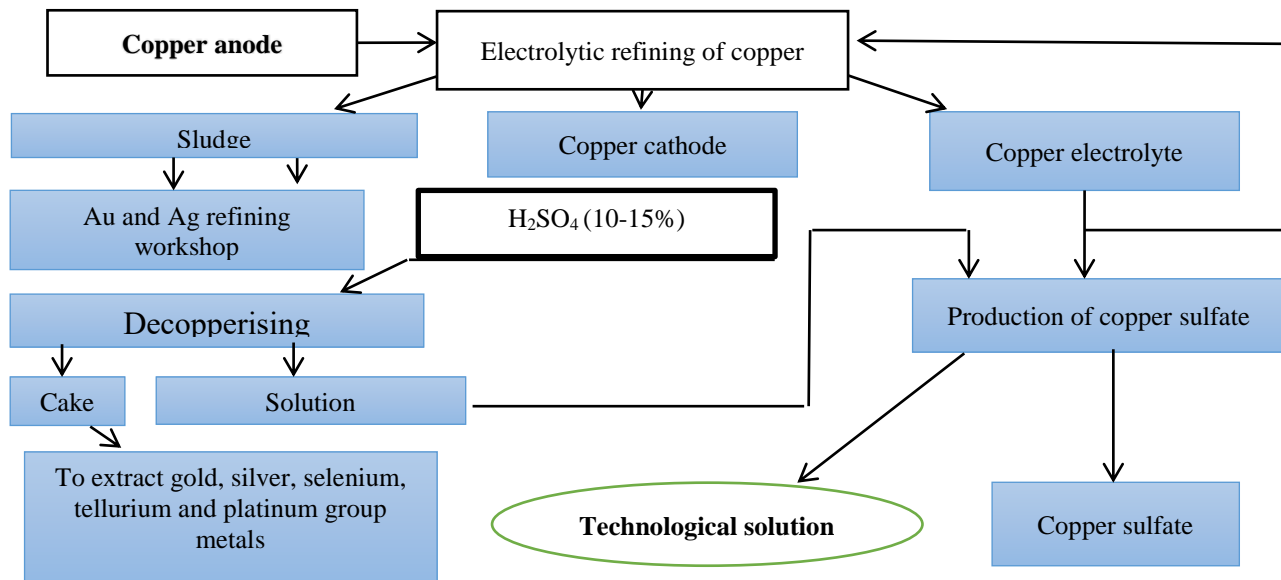 Copper anode
Electrolytic refining of copper
Sludge
Copper cathode
Copper electrolyte
Au and Ag refining
workshop
H₂SO₄ (10-15%)
Decopperising
Production of copper sulfate
Cake
Solution
To extract gold, silver, selenium,
tellurium and platinum group
metals
Technological solution
Copper sulfate